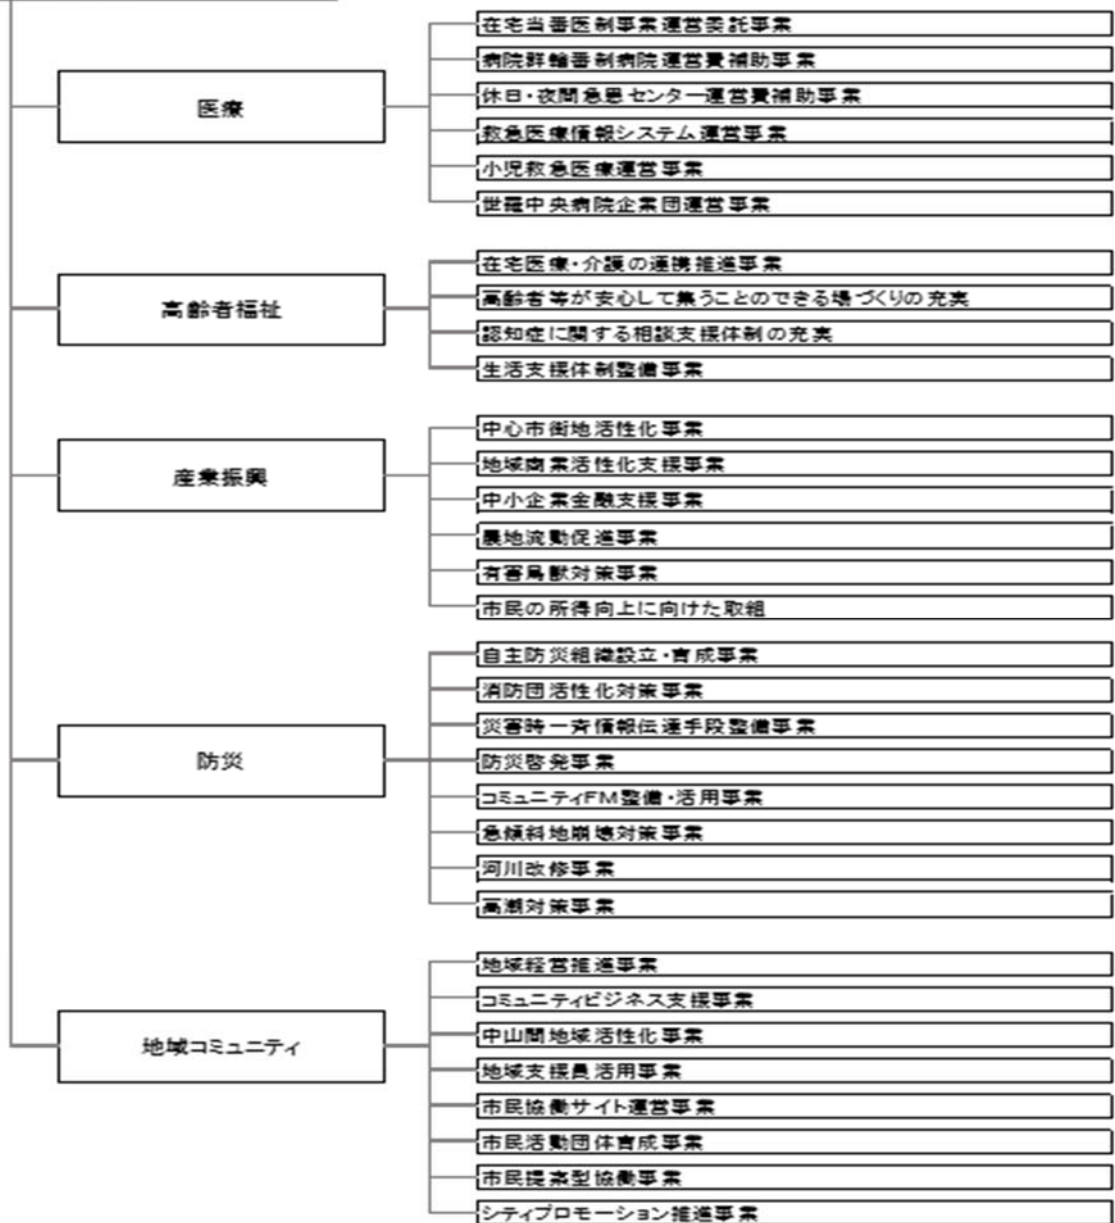 医療
在宅当番医制事業運営委託事業
病院群輪番制病院運営費補助事業
休日・夜間急患センター運営費補助事業
救急医療情報システム運営事業
小児救急医療運営事業
世羅中央病院企業団運営事業
高齢者福祉
在宅医療・介護の連携推進事業
高齢者等が安心して集うことのできる場づくりの充実
認知症に関する相談支援体制の充実
生活支援体制整備事業
産業振興
中心市街地活性化事業
地域商業活性化支援事業
中小企業金融支援事業
農地流動促進事業
有害鳥獣対策事業
市民の所得向上に向けた取組
防災
自主防災組織設立・育成事業
消防団活性化対策事業
災害時一斉情報伝達手段整備事業
防災啓発事業
コミュニティFM整備・活用事業
急傾斜地崩壊対策事業
河川改修事業
高潮対策事業
地域コミュニティ
地域経営推進事業
コミュニティビジネス支援事業
中山間地域活性化事業
地域支援員活用事業
市民協働サイト運営事業
市民活動団体育成事業
市民提案型協働事業
シティプロモーション推進事業